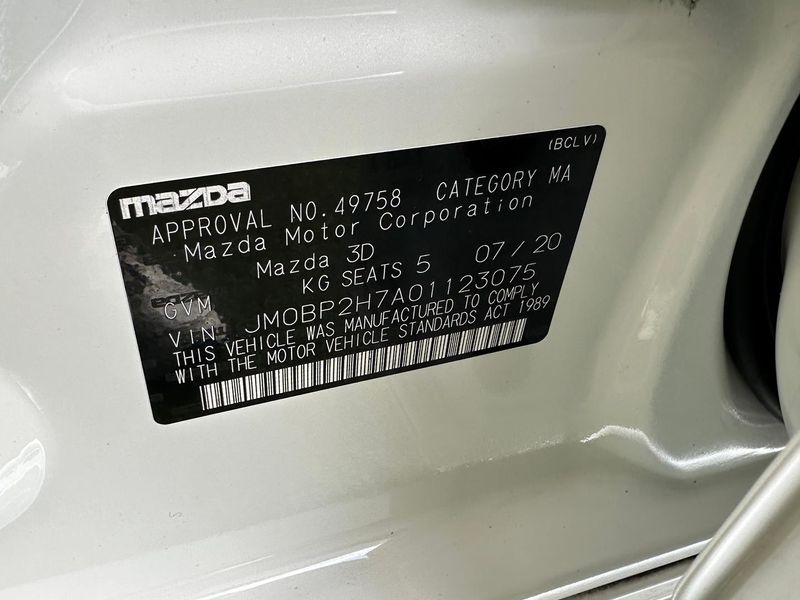 (BCLV)
mazda
APPROVAL NO.49758 CATEGORY MA
Mazda Motor Corporation
Mazda 3D 07/20
GVM KG SEATS 5
VIN JM0BP2H7A01123075
THIS VEHICLE WAS MANUFACTURED TO COMPLY
WITH THE MOTOR VEHICLE STANDARDS ACT 1989